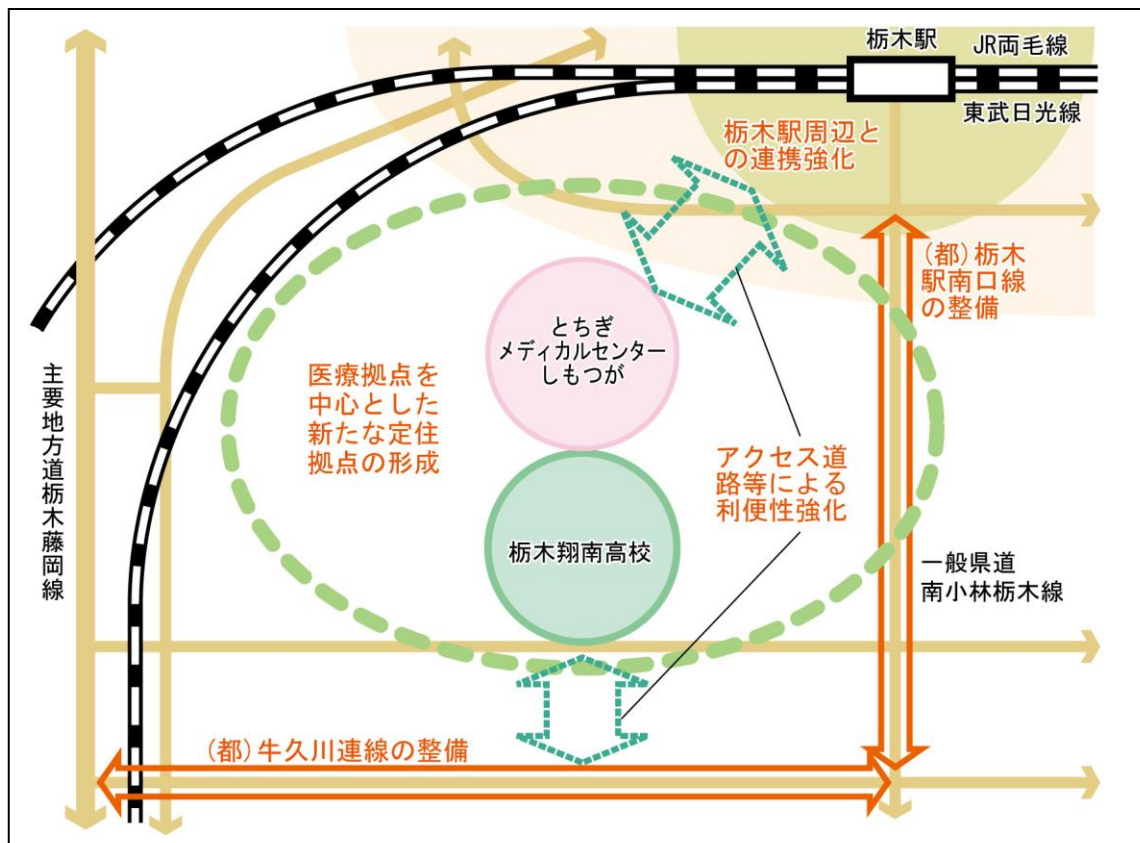 栃木駅
JR両毛線
東武日光線
栃木駅周辺と
の連携強化
(都)栃木
駅南口線
の整備
とちぎ
メディカルセンター
しもつが
医療拠点を
中心とした
新たな定住
拠点の形成
主要地方道栃木藤岡線
アクセス道
路等による
利便性強化
栃木翔南高校
一般県道
南小林栃木線
(都)牛久川連線の整備